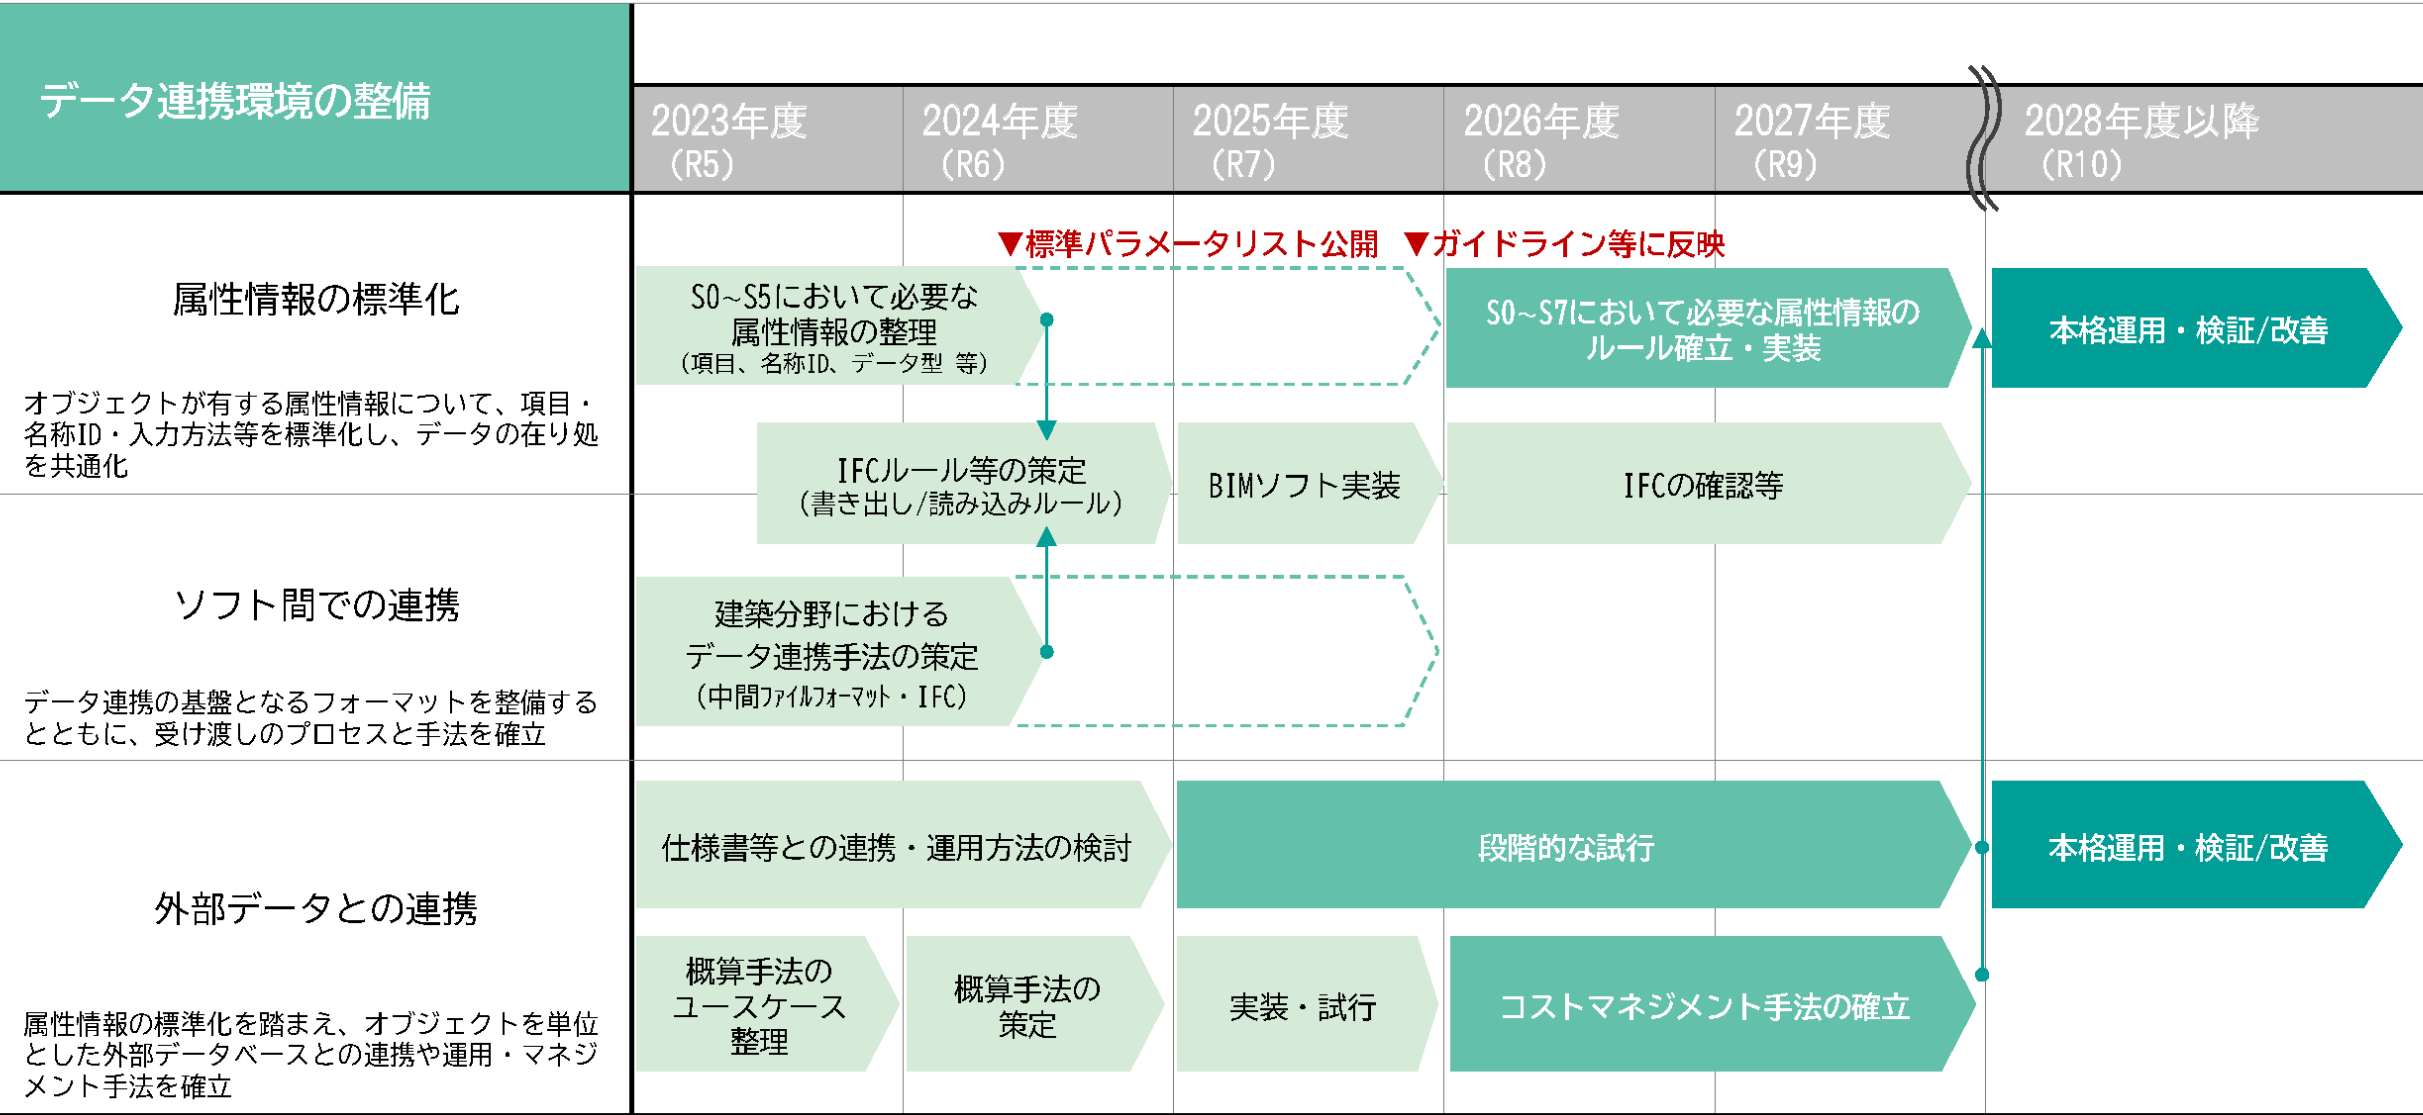 データ連携環境の整備
2023年度
（R5）
2024年度
（R6）
2025年度
（R7）
2026年度
（R8）
2027年度
（R9）
2028年度以降
（R10）
属性情報の標準化
オブジェクトが有する属性情報について、項目・
名称ID・入力方法等を標準化し、データの在り処
を共通化
▼標準パラメータリスト公開
▼ガイドライン等に反映
S0~S5において必要な
属性情報の整理
（項目、名称ID、データ型 等）
S0~S7において必要な属性情報の
ルール確立・実装
本格運用・検証/改善
IFCルール等の策定
（書き出し/読み込みルール）
BIMソフト実装
IFCの確認等
ソフト間での連携
データ連携の基盤となるフォーマットを整備する
とともに、受け渡しのプロセスと手法を確立
建築分野における
データ連携手法の策定
（中間ﾌｧｲﾙﾌｫｰﾏｯﾄ・IFC）
外部データとの連携
属性情報の標準化を踏まえ、オブジェクトを単位
とした外部データベースとの連携や運用・マネジ
メント手法を確立
仕様書等との連携・運用方法の検討
段階的な試行
本格運用・検証/改善
概算手法の
ユースケース
整理
概算手法の
策定
実装・試行
コストマネジメント手法の確立